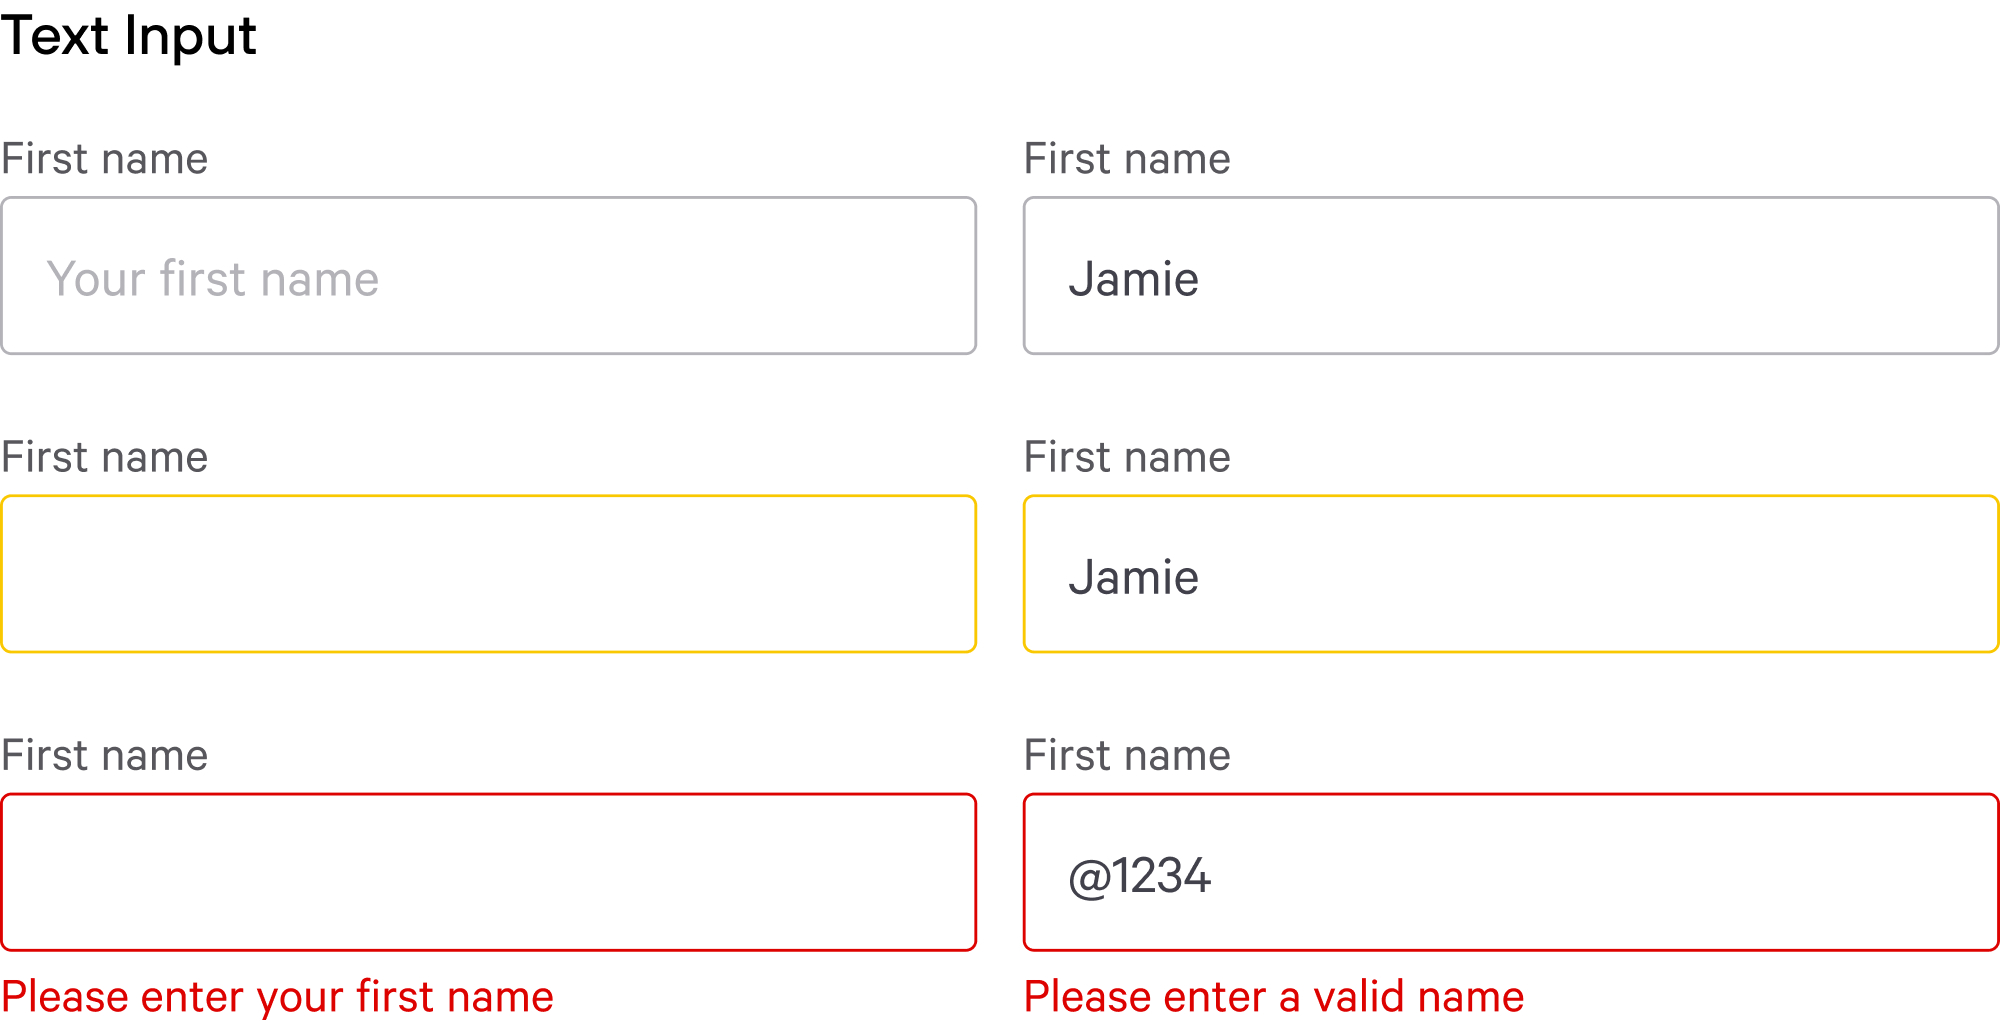 Text Input
First name
First name
Your first name
Jamie
First name
First name
Jamie
First name
First name
@1234
Please enter your first name
Please enter a valid name